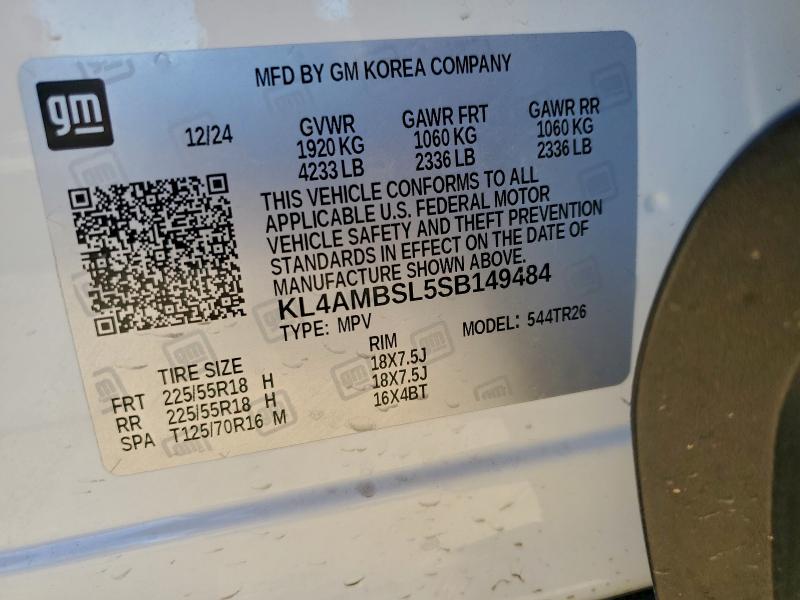 MFD BY GM KOREA COMPANY
gm
12/24
GVWR
1920 KG
4233 LB
GAWR FRT
1060 KG
2336 LB
GAWR RR
1060 KG
2336 LB
THIS VEHICLE CONFORMS TO ALL
APPLICABLE U.S. FEDERAL MOTOR
VEHICLE SAFETY AND THEFT PREVENTION
STANDARDS IN EFFECT ON THE DATE OF
MANUFACTURE SHOWN ABOVE.
KL4AMBSL5SB149484
TYPE: MPV
MODEL: 544TR26
TIRE SIZE
RIM
FRT 225/55R18 H 18X7.5J
RR 225/55R18 H 18X7.5J
SPA T125/70R16 M 16X4BT